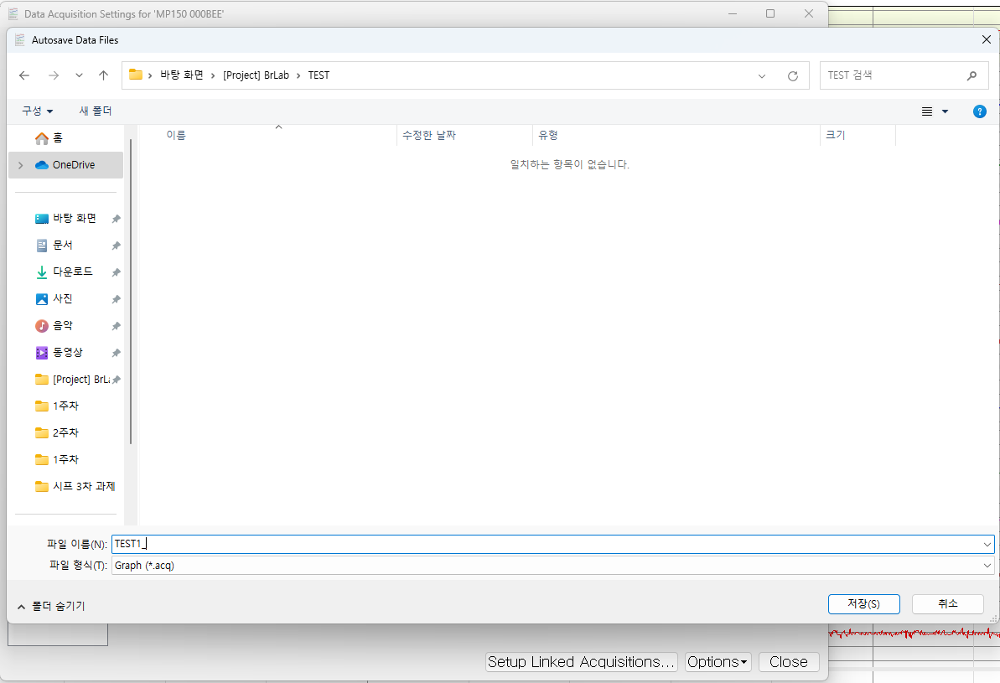 Data Acquisition Settings for 'MP150 000BEE'
Autosave Data Files
바탕 화면 > [Project] BrLab > TEST
TEST 검색
구성 새 폴더
이름 수정한 날짜 유형 크기
일치하는 항목이 없습니다.
홈
OneDrive
바탕 화면
문서
다운로드
사진
음악
동영상
[Project] BrLa
1주차
2주차
1주차
시프 3차 과제
파일 이름(N): TEST1_
파일 형식(T): Graph (*.acq)
폴더 숨기기
저장(S) 취소
Setup Linked Acquisitions... Options Close